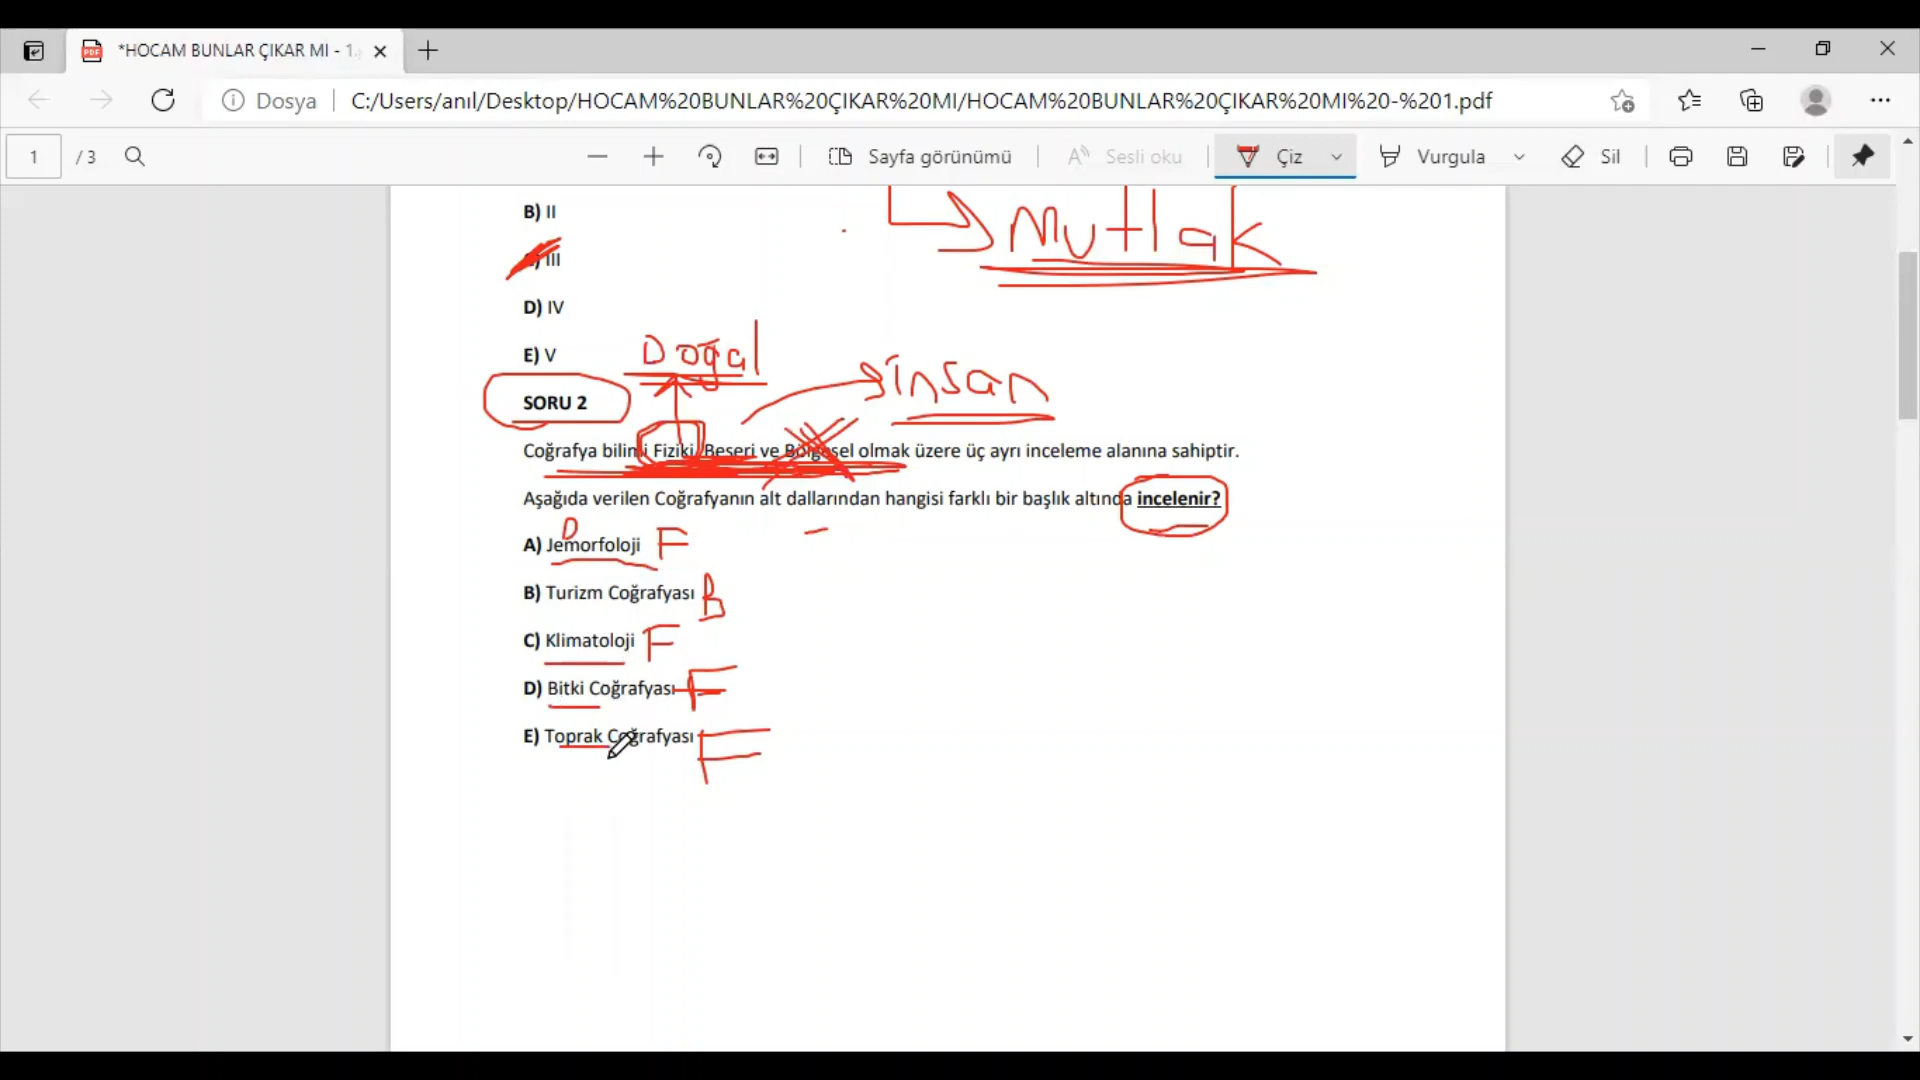 *HOCAM BUNLAR ÇIKAR MI - 1.
Dosya C:/Users/anıl/Desktop/HOCAM%20BUNLAR%20ÇIKAR%20MI/HOCAM%20BUNLAR%20ÇIKAR%20MI%20-%201.pdf
1 / 3 Sayfa görünümü Sesli oku Çiz Vurgula Sil
B) II
Mutlak
III
D) IV
E) V
Doğal
insan
SORU 2
Coğrafya bilimi Fiziki, Beşeri ve Bölgesel olmak üzere üç ayrı inceleme alanına sahiptir.
Aşağıda verilen Coğrafyanın alt dallarından hangisi farklı bir başlık altında incelenir?
D
A) Jemorfoloji F
B) Turizm Coğrafyası B
C) Klimatoloji F
D) Bitki Coğrafyası F
E) Toprak Coğrafyası F